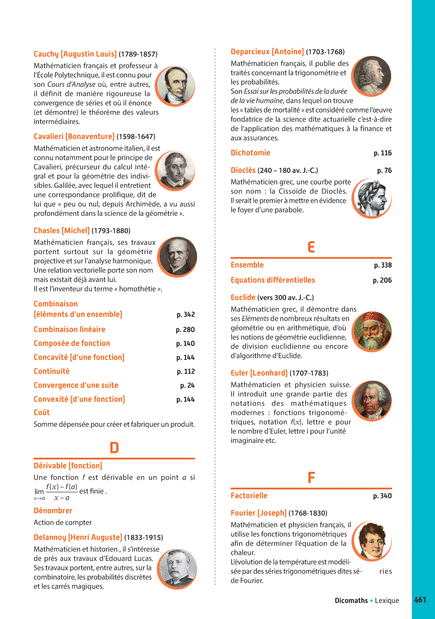 Cauchy [Augustin Louis] (1789-1857)
Mathématicien français et professeur à
l'École Polytechnique, il est connu pour
son Cours d'Analyse où, entre autres,
il définit de manière rigoureuse la
convergence de séries et où il énonce
(et démontre) le théorème des valeurs
intermédiaires.
Cavalieri [Bonaventure] (1598-1647)
Mathématicien et astronome italien, il est
connu notamment pour le principe de
Cavalieri, précurseur du calcul inté-
gral et pour la géométrie des indivi-
sibles. Galilée, avec lequel il entretient
une correspondance prolifique, dit de
lui que « peu ou nul, depuis Archimède, a vu aussi
profondément dans la science de la géométrie ».
Chasles [Michel] (1793-1880)
Mathématicien français, ses travaux
portent surtout sur la géométrie
projective et sur l'analyse harmonique.
Une relation vectorielle porte son nom
mais existait déjà avant lui.
Il est l'inventeur du terme « homothétie ».
Combinaison
[éléments d'un ensemble] p. 342
Combinaison linéaire p. 280
Composée de fonction p. 140
Concavité [d'une fonction] p. 144
Continuité p. 112
Convergence d'une suite p. 24
Convexité [d'une fonction] p. 144
Coût
Somme dépensée pour créer et fabriquer un produit.
D
Dérivable [fonction]
Une fonction f est dérivable en un point a si
lim x→a f(x) – f(a) / x – a est finie .
Dénombrer
Action de compter
Delannoy [Henri Auguste] (1833-1915)
Mathématicien et historien , il s'intéresse
de près aux travaux d'Edouard Lucas.
Ses travaux portent, entre autres, sur la
combinatoire, les probabilités discrètes
et les carrés magiques.
Deparcieux [Antoine] (1703-1768)
Mathématicien français, il publie des
traités concernant la trigonométrie et
les probabilités.
Son Essai sur les probabilités de la durée
de la vie humaine, dans lequel on trouve
les « tables de mortalité » est considéré comme l'œuvre
fondatrice de la science dite actuarielle c'est-à-dire
de l'application des mathématiques à la finance et
aux assurances.
Dichotomie p. 116
Dioclès (240 – 180 av. J.-C.) p. 76
Mathématicien grec, une courbe porte
son nom : la Cissoïde de Dioclès.
Il serait le premier à mettre en évidence
le foyer d'une parabole.
E
Ensemble p. 338
Equations différentielles p. 206
Euclide (vers 300 av. J.-C.)
Mathématicien grec, il démontre dans
ses Eléments de nombreux résultats en
géométrie ou en arithmétique, d'où
les notions de géométrie euclidienne,
de division euclidienne ou encore
d'algorithme d'Euclide.
Euler [Leonhard] (1707-1783)
Mathématicien et physicien suisse.
Il introduit une grande partie des
notations des mathématiques
modernes : fonctions trigonomé-
triques, notation f(x), lettre e pour
le nombre d'Euler, lettre i pour l'unité
imaginaire etc.
F
Factorielle p. 340
Fourier [Joseph] (1768-1830)
Mathématicien et physicien français, il
utilise les fonctions trigonométriques
afin de déterminer l'équation de la
chaleur.
L'évolution de la température est modéli-
sée par des séries trigonométriques dites sé- ries
de Fourier.
Dicomaths • Lexique 461